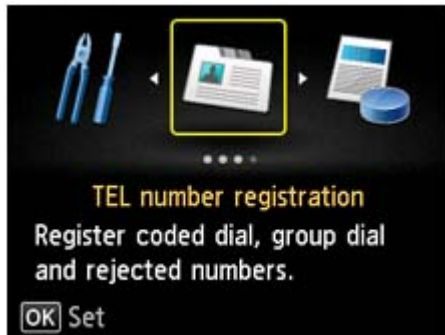 TEL number registration
Register coded dial, group dial
and rejected numbers.
OK Set